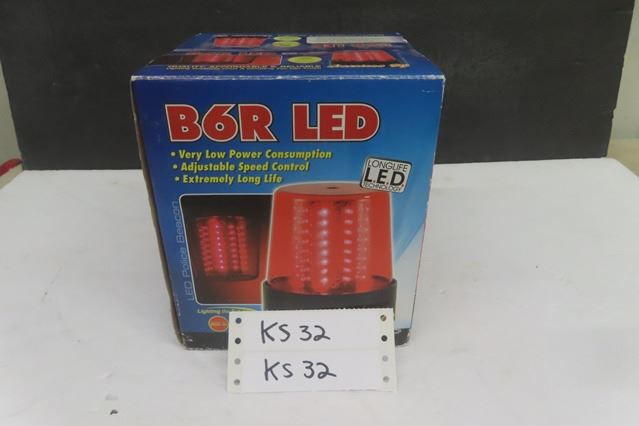 B6R LED
• Very Low Power Consumption
• Adjustable Speed Control
• Extremely Long Life
LONGLIFE
L.E.D
TECHNOLOGY
LED Police Beacon
Lighting
KS 32
KS 32